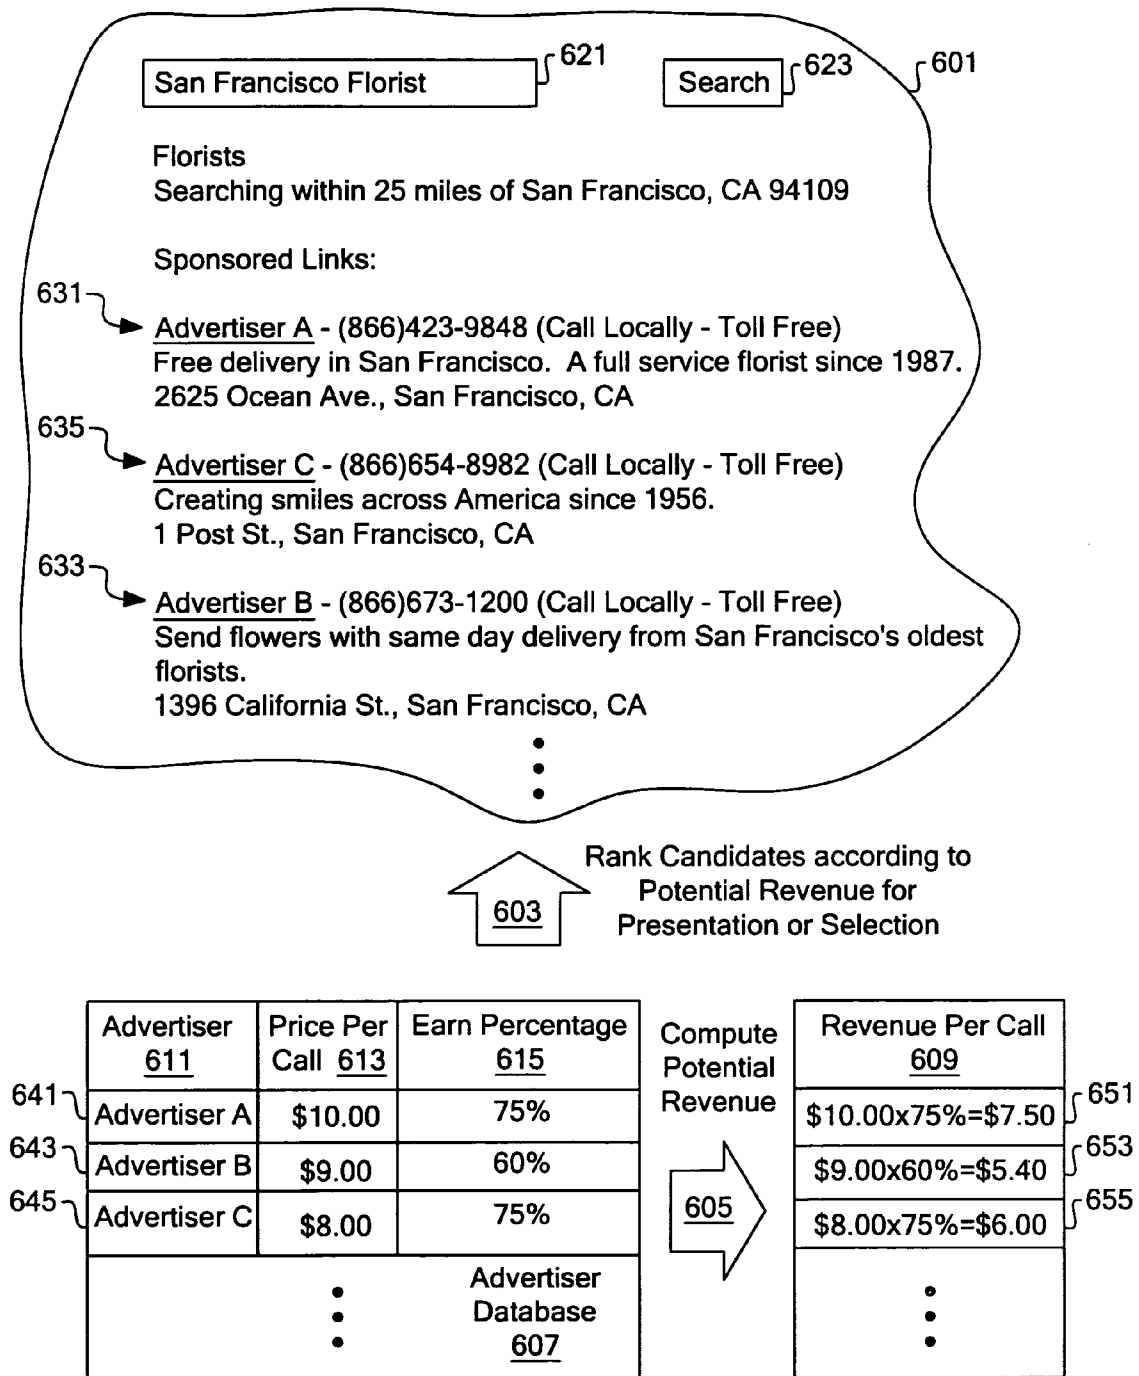 621
623
601
San Francisco Florist
Search
Florists
Searching within 25 miles of San Francisco, CA 94109
Sponsored Links:
631
Advertiser A - (866)423-9848 (Call Locally - Toll Free)
Free delivery in San Francisco. A full service florist since 1987.
2625 Ocean Ave., San Francisco, CA
635
Advertiser C - (866)654-8982 (Call Locally - Toll Free)
Creating smiles across America since 1956.
1 Post St., San Francisco, CA
633
Advertiser B - (866)673-1200 (Call Locally - Toll Free)
Send flowers with same day delivery from San Francisco's oldest
florists.
1396 California St., San Francisco, CA
603
Rank Candidates according to
Potential Revenue for
Presentation or Selection
Advertiser
611
Price Per
Call 613
Earn Percentage
615
641
Advertiser A
$10.00
75%
643
Advertiser B
$9.00
60%
645
Advertiser C
$8.00
75%
Advertiser
Database
607
Compute
Potential
Revenue
605
Revenue Per Call
609
$10.00x75%=$7.50
651
$9.00x60%=$5.40
653
$8.00x75%=$6.00
655